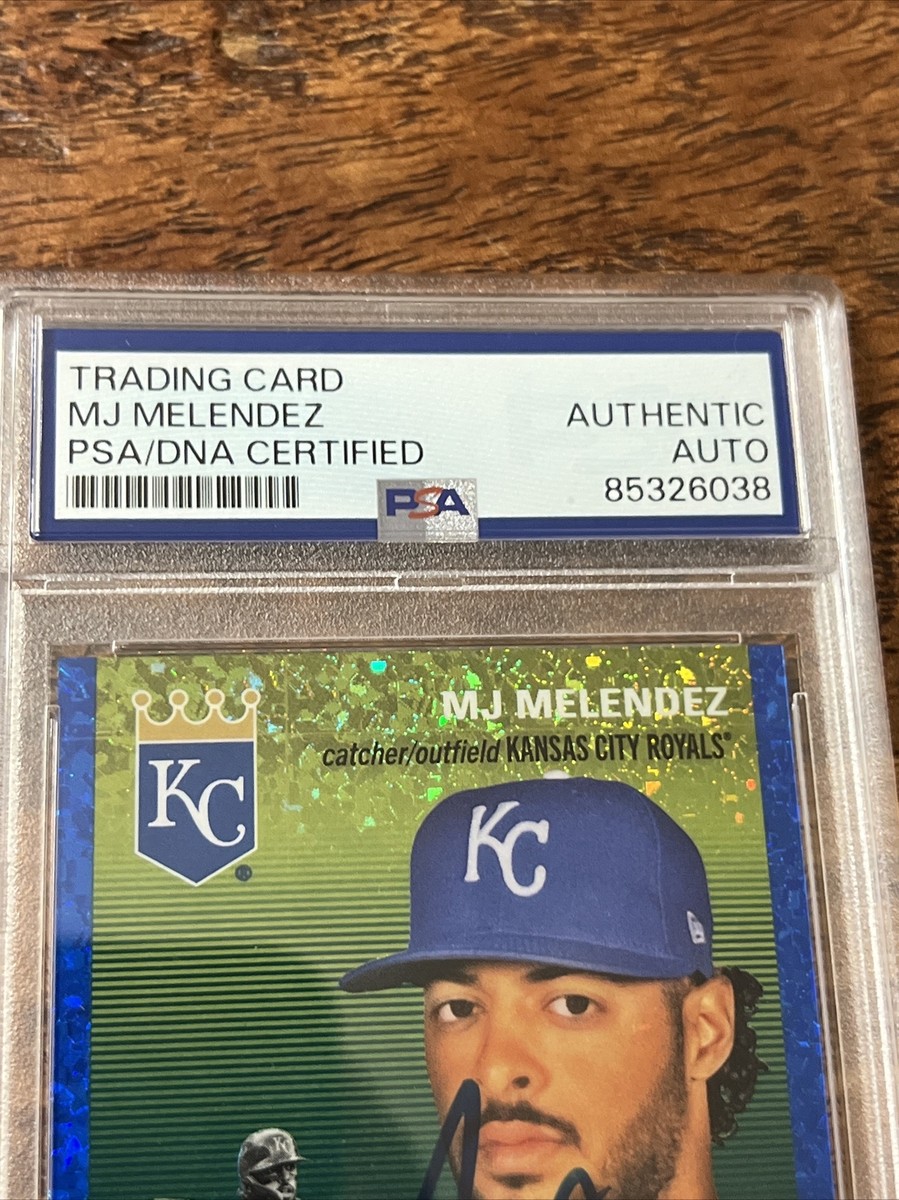 TRADING CARD
MJ MELENDEZ
PSA/DNA CERTIFIED
AUTHENTIC
AUTO
85326038
PSA
MJ MELENDEZ
catcher/outfield KANSAS CITY ROYALS®
KC
®
KC
KC